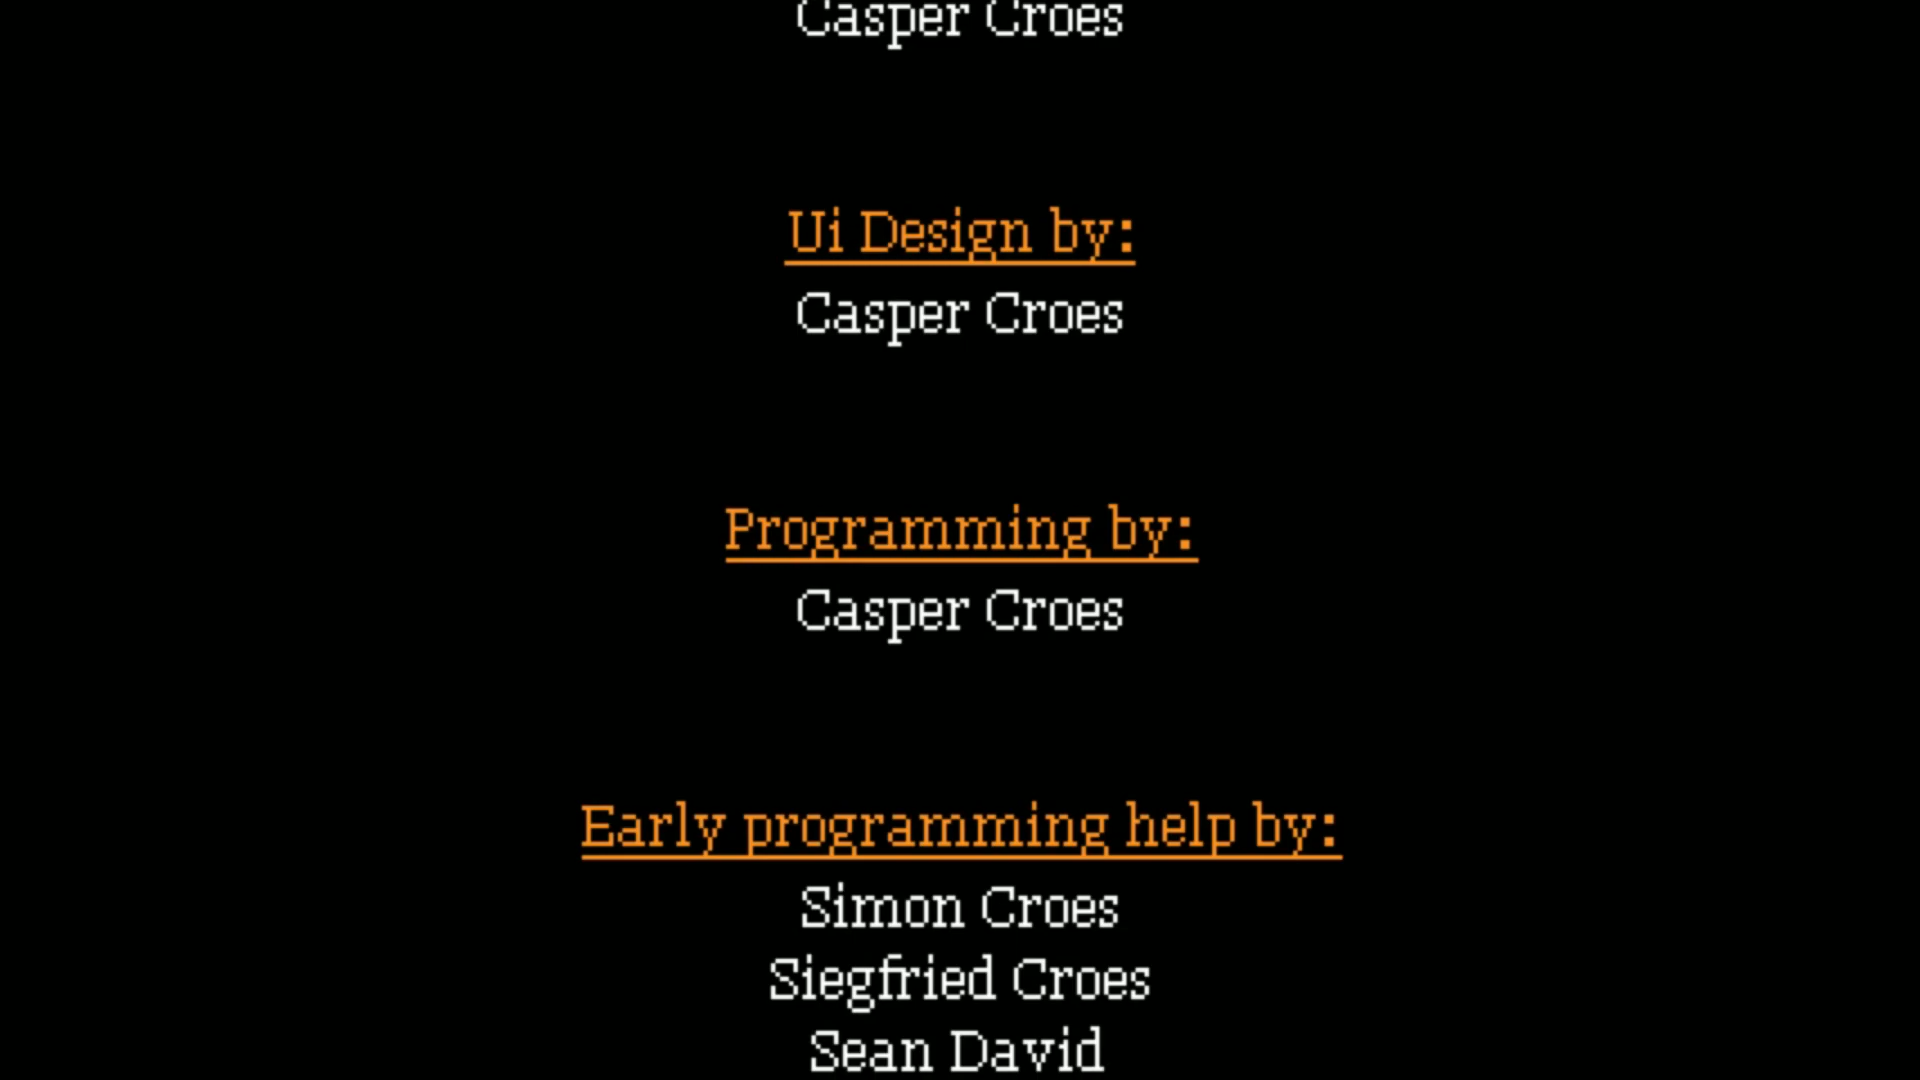 Casper Croes
Ui Design by:
Casper Croes
Programming by:
Casper Croes
Early programming help by:
Simon Croes
Siegfried Croes
Sean David